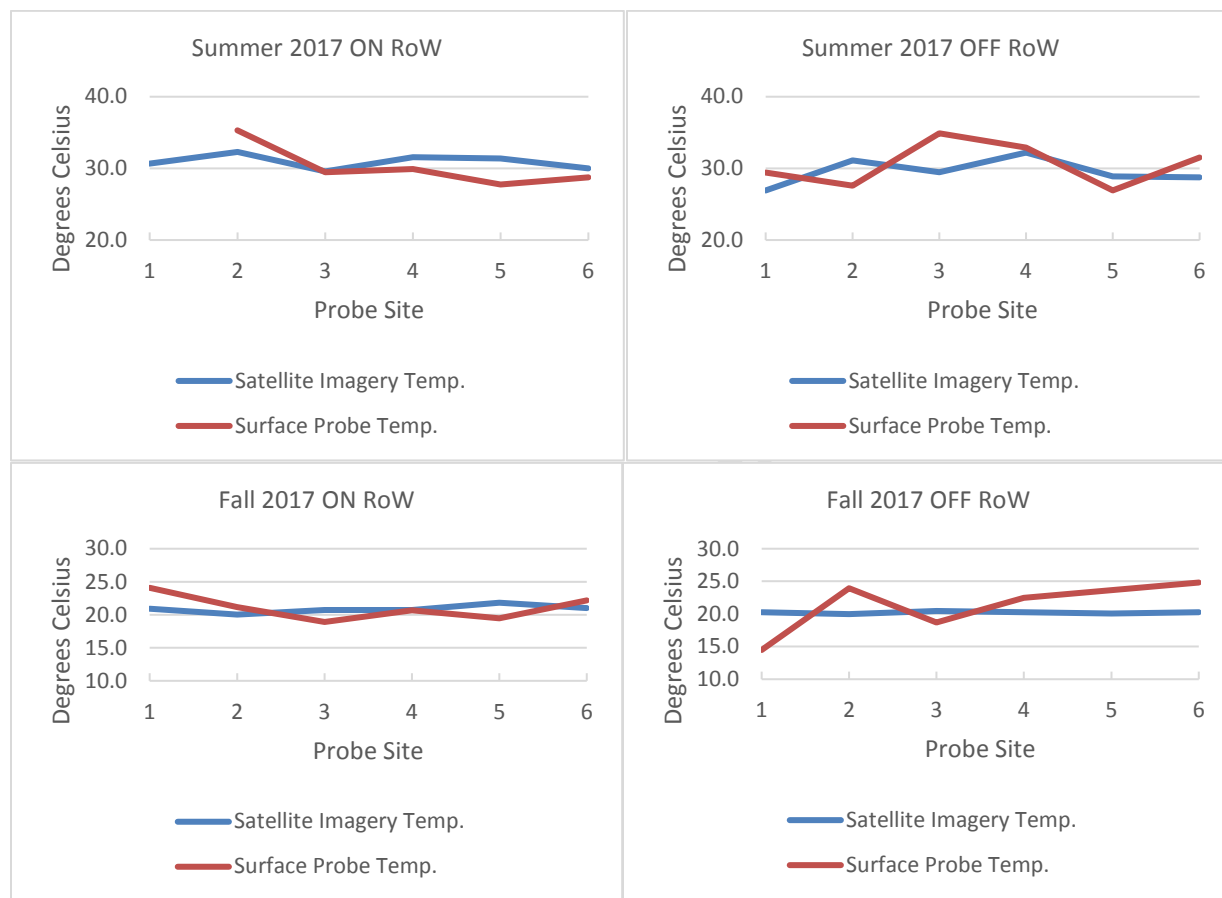 Summer 2017 ON RoW
40.0
30.0
20.0
Degrees Celsius
1 2 3 4 5 6
Probe Site
Satellite Imagery Temp.
Surface Probe Temp.
Summer 2017 OFF RoW
40.0
30.0
20.0
Degrees Celsius
1 2 3 4 5 6
Probe Site
Satellite Imagery Temp.
Surface Probe Temp.
Fall 2017 ON RoW
30.0
25.0
20.0
15.0
10.0
Degrees Celsius
1 2 3 4 5 6
Probe Site
Satellite Imagery Temp.
Surface Probe Temp.
Fall 2017 OFF RoW
30.0
25.0
20.0
15.0
10.0
Degrees Celsius
1 2 3 4 5 6
Probe Site
Satellite Imagery Temp.
Surface Probe Temp.